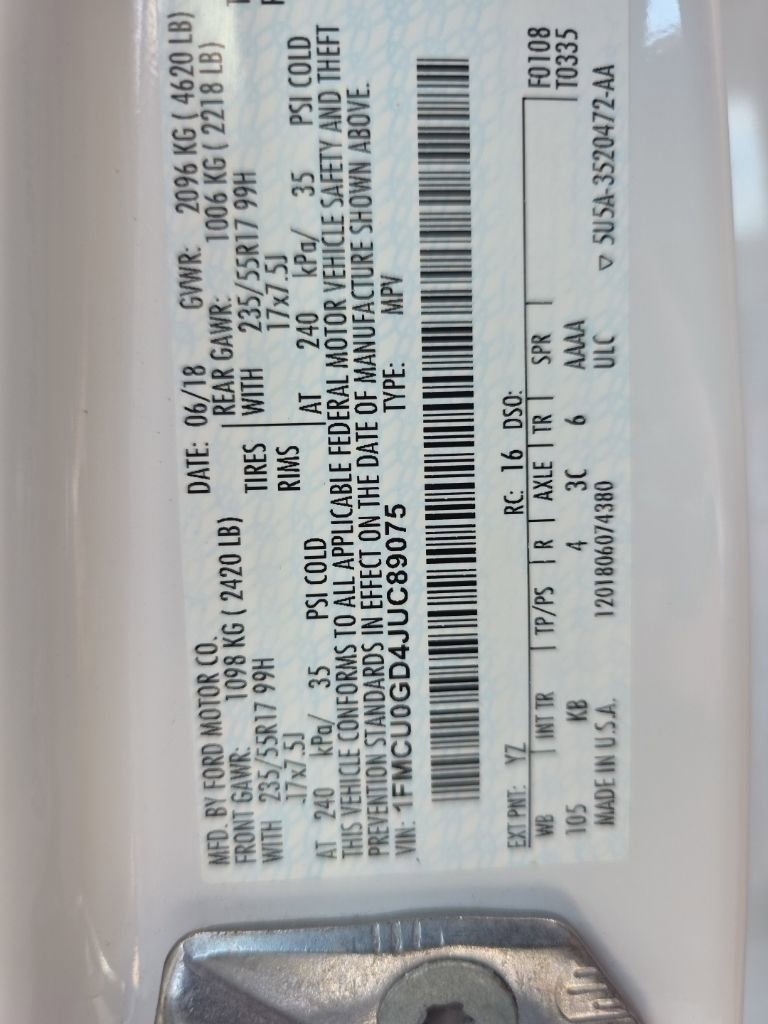 MFD. BY FORD MOTOR CO.
DATE: 06/18 GVWR: 2096 KG ( 4620 LB)
FRONT GAWR: 1098 KG ( 2420 LB)
REAR GAWR: 1006 KG ( 2218 LB)
WITH 235/55R17 99H TIRES WITH 235/55R17 99H
17x7.5J RIMS 17x7.5J
AT 240 kPa/ 35 PSI COLD AT 240 kPa/ 35 PSI COLD
THIS VEHICLE CONFORMS TO ALL APPLICABLE FEDERAL MOTOR VEHICLE SAFETY AND THEFT
PREVENTION STANDARDS IN EFFECT ON THE DATE OF MANUFACTURE SHOWN ABOVE.
VIN: 1FMCU0GD4JUC89075 TYPE: MPV
EXT PNT: YZ RC: 16 DSO: F0108
WB INT TR TP/PS R AXLE TR SPR T0335
105 KB 4 3C 6 AAAA
MADE IN U.S.A. 1201806074380 ULC ▽ 5U5A-3520472-AA